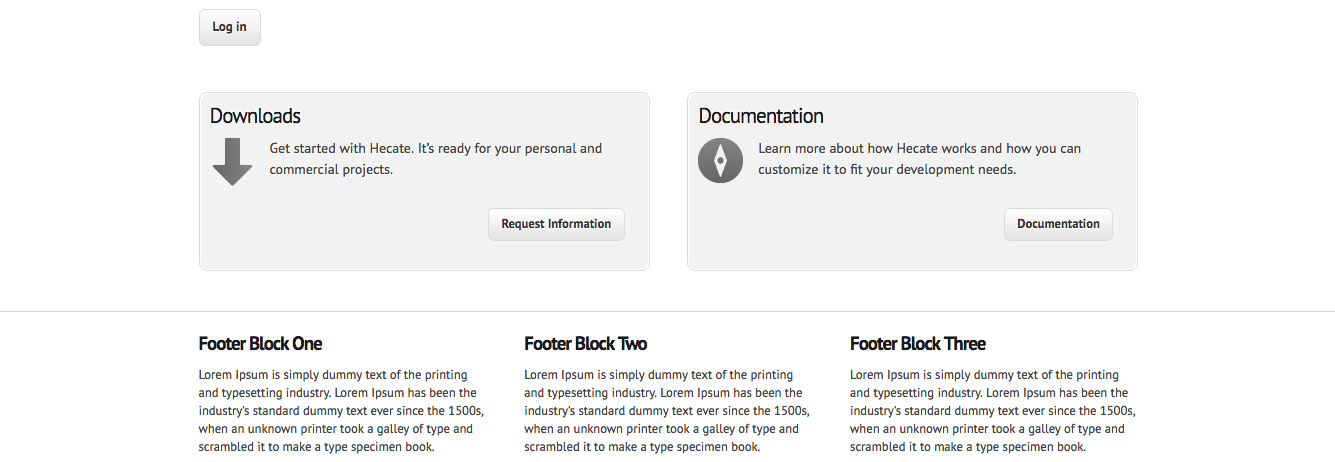 Log in
Downloads
Get started with Hecate. It's ready for your personal and
commercial projects.
Request Information
Documentation
Learn more about how Hecate works and how you can
customize it to fit your development needs.
Documentation
Footer Block One
Lorem Ipsum is simply dummy text of the printing
and typesetting industry. Lorem Ipsum has been the
industry's standard dummy text ever since the 1500s,
when an unknown printer took a galley of type and
scrambled it to make a type specimen book.
Footer Block Two
Lorem Ipsum is simply dummy text of the printing
and typesetting industry. Lorem Ipsum has been the
industry's standard dummy text ever since the 1500s,
when an unknown printer took a galley of type and
scrambled it to make a type specimen book.
Footer Block Three
Lorem Ipsum is simply dummy text of the printing
and typesetting industry. Lorem Ipsum has been the
industry's standard dummy text ever since the 1500s,
when an unknown printer took a galley of type and
scrambled it to make a type specimen book.